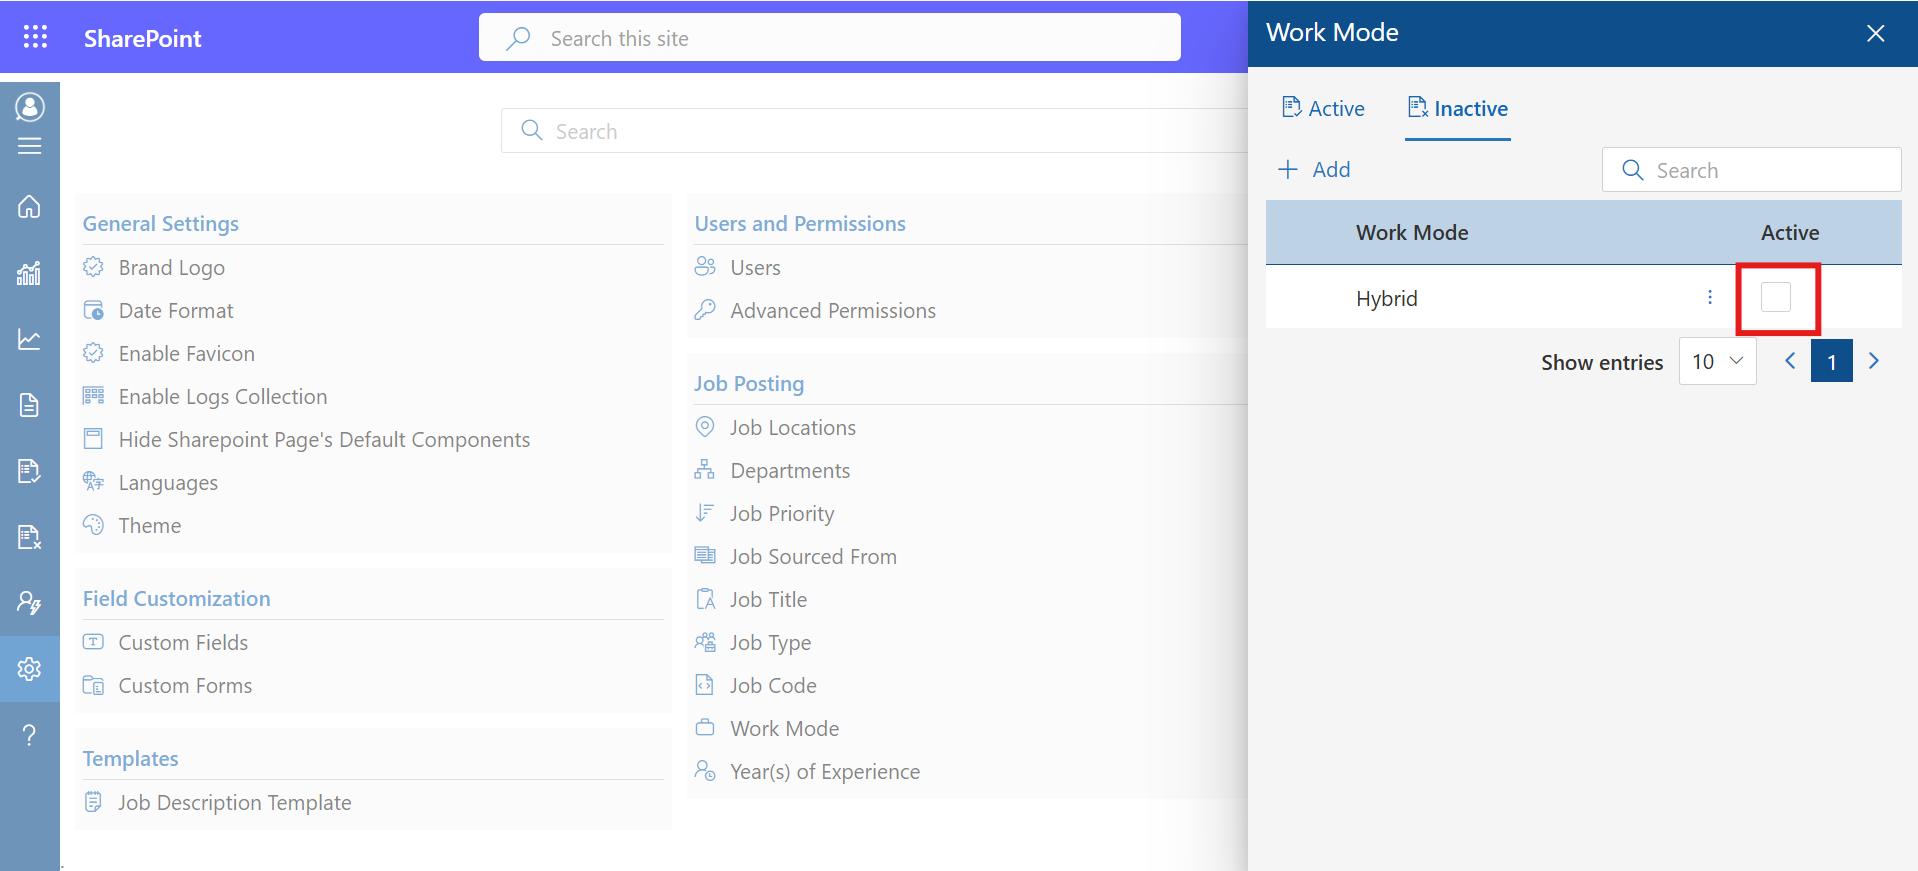 SharePoint
Search this site
Search
General Settings
Brand Logo
Date Format
Enable Favicon
Enable Logs Collection
Hide Sharepoint Page's Default Components
Languages
Theme
Field Customization
Custom Fields
Custom Forms
Templates
Job Description Template
Users and Permissions
Users
Advanced Permissions
Job Posting
Job Locations
Departments
Job Priority
Job Sourced From
Job Title
Job Type
Job Code
Work Mode
Year(s) of Experience
Work Mode
Active
Inactive
Add
Search
Work Mode Active
Hybrid
Show entries 10 1